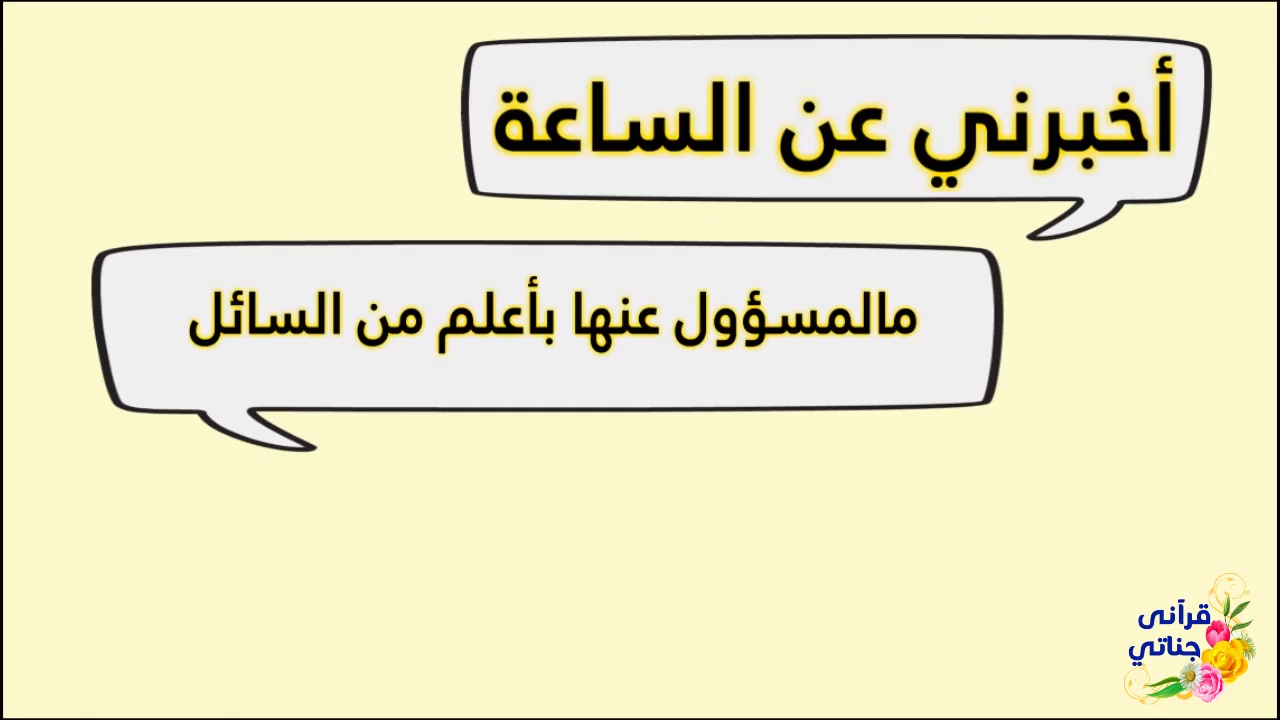 أخبرني عن الساعة
مالمسؤول عنها بأعلم من السائل
قرآنى
جناتي